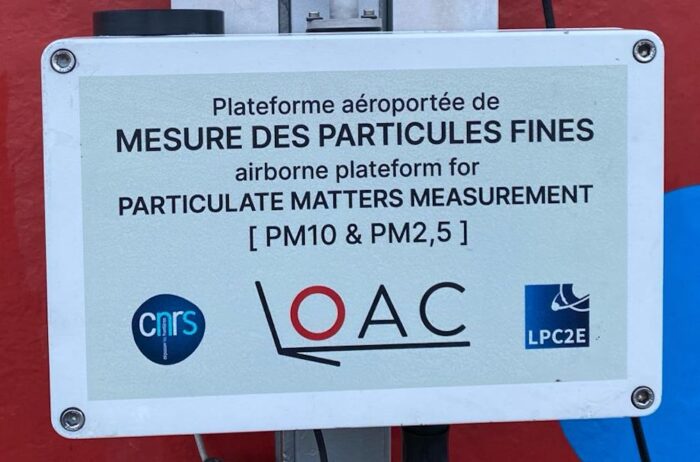 Plateforme aéroportée de
MESURE DES PARTICULES FINES
airborne plateform for
PARTICULATE MATTERS MEASUREMENT
[ PM10 & PM2,5 ]
cnrs
LOAC
LPC2E